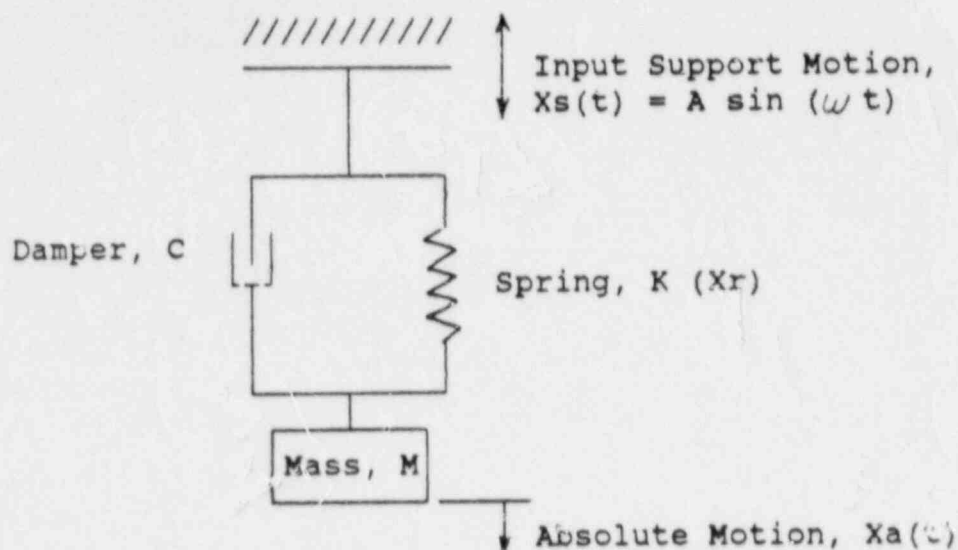 Input Support Motion,
Xs(t) = A sin (ω t)
Damper, C
Spring, K (Xr)
Mass, M
Absolute Motion, Xa(t)